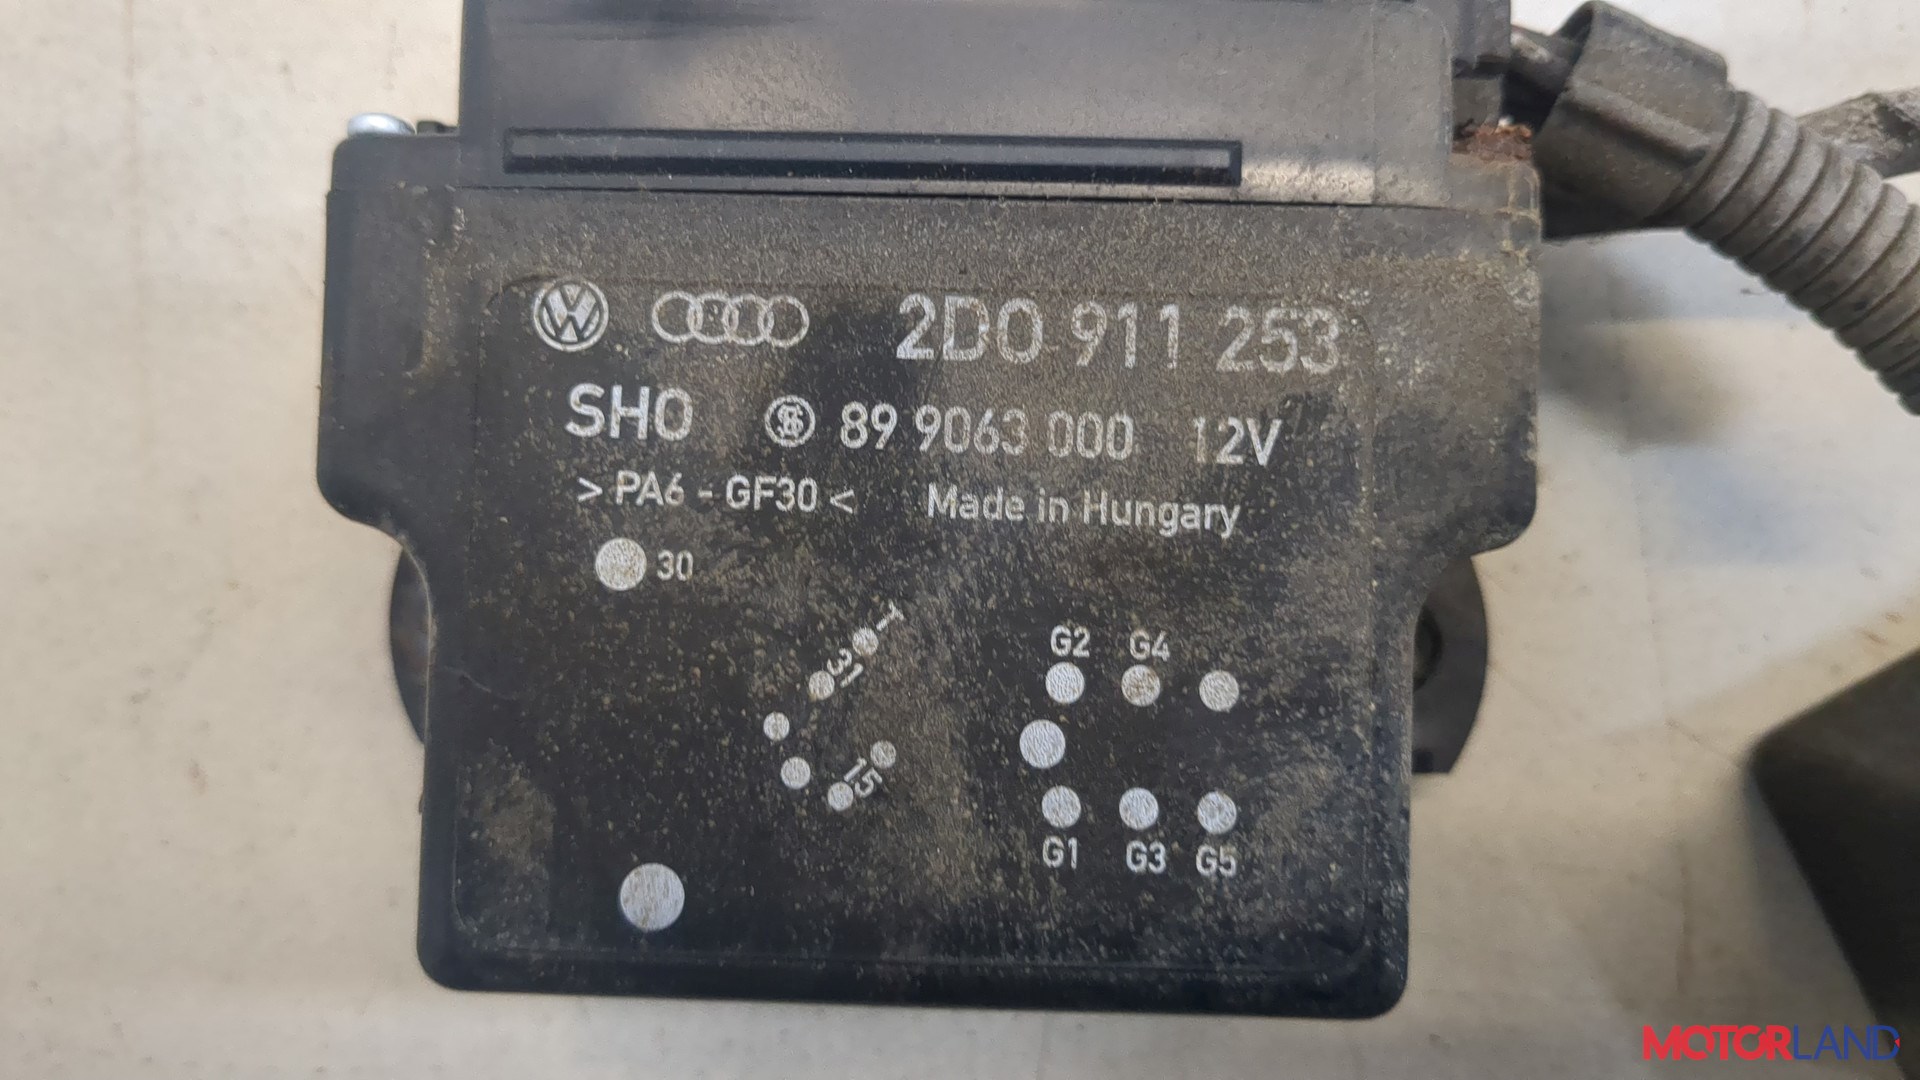 2D0 911 253
SHO 89 9063 000 12V
> PA6 - GF30 < Made in Hungary
30
T
31
15
G2 G4
G1 G3 G5
MOTORLAND